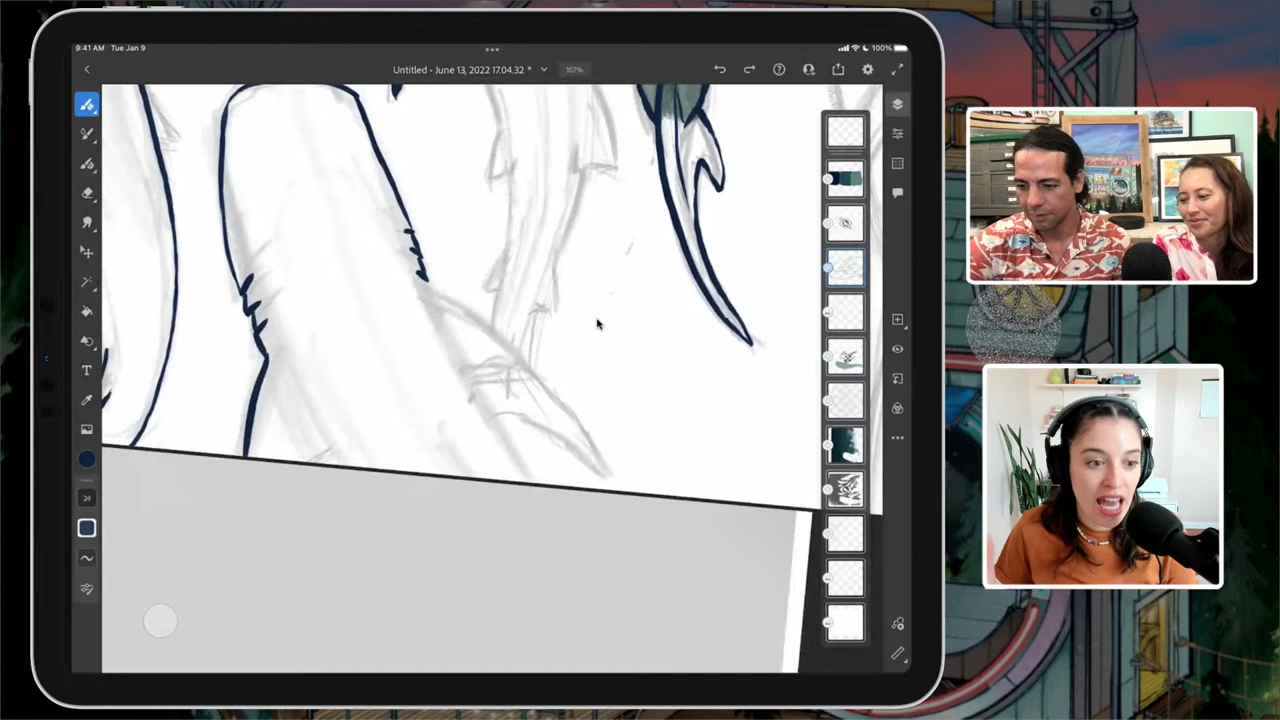 9:41 AM Tue Jan 9
100%
Untitled - June 13, 2022 17.04.32 *
107%
T
24